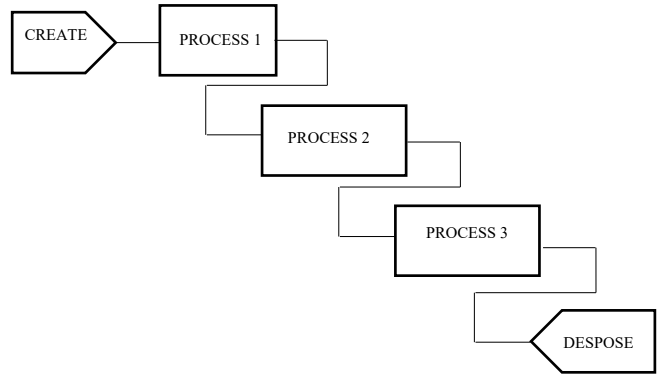 CREATE
PROCESS 1
PROCESS 2
PROCESS 3
DESPOSE